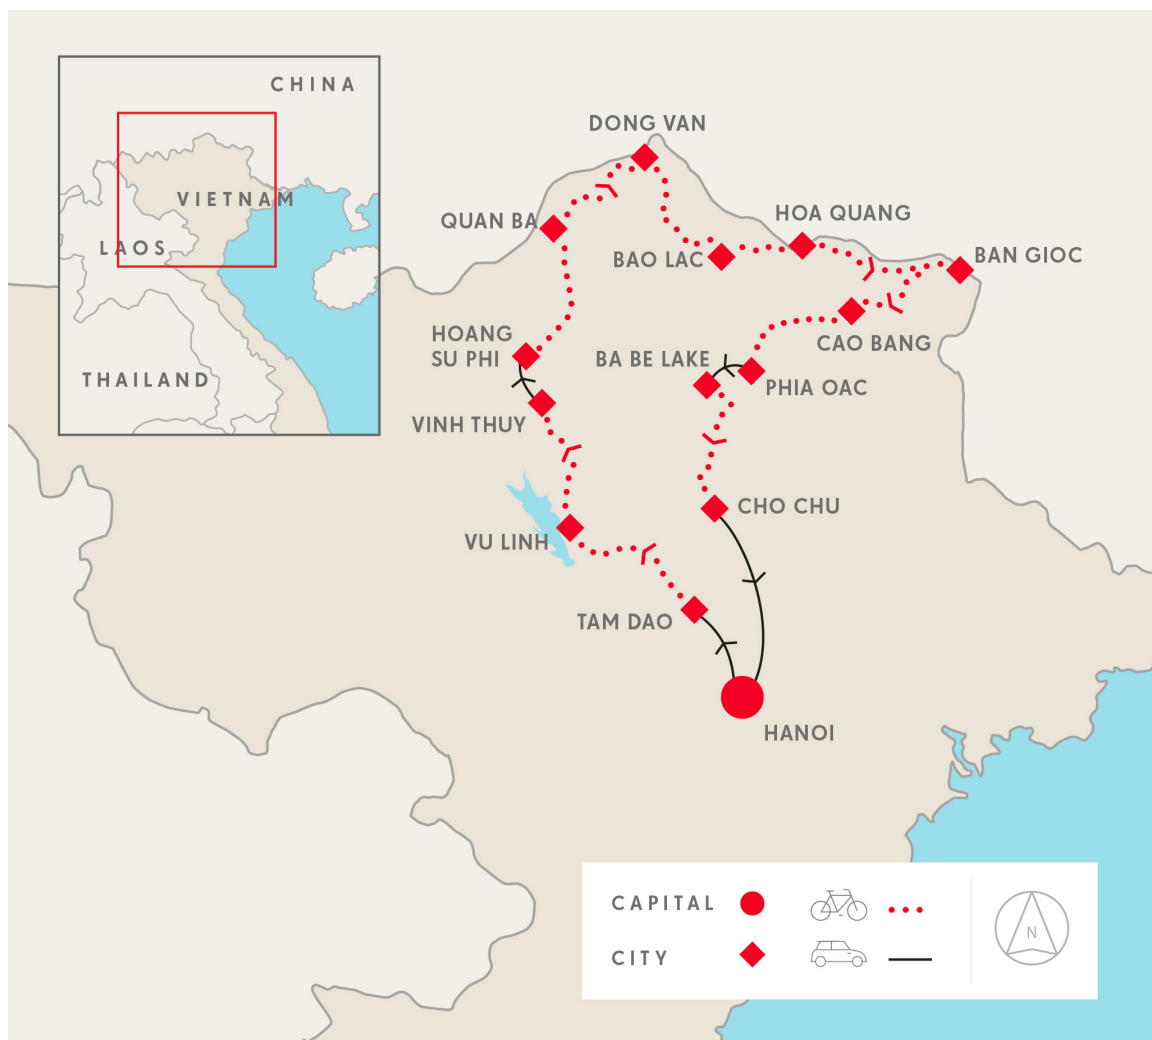 CHINA
VIETNAM
LAOS
THAILAND
DONG VAN
QUAN BA
HOA QUANG
BAO LAC
BAN GIOC
HOANG
SU PHI
CAO BANG
BA BE LAKE
PHIA OAC
VINH THUY
CHO CHU
VU LINH
TAM DAO
HANOI
CAPITAL
CITY
N